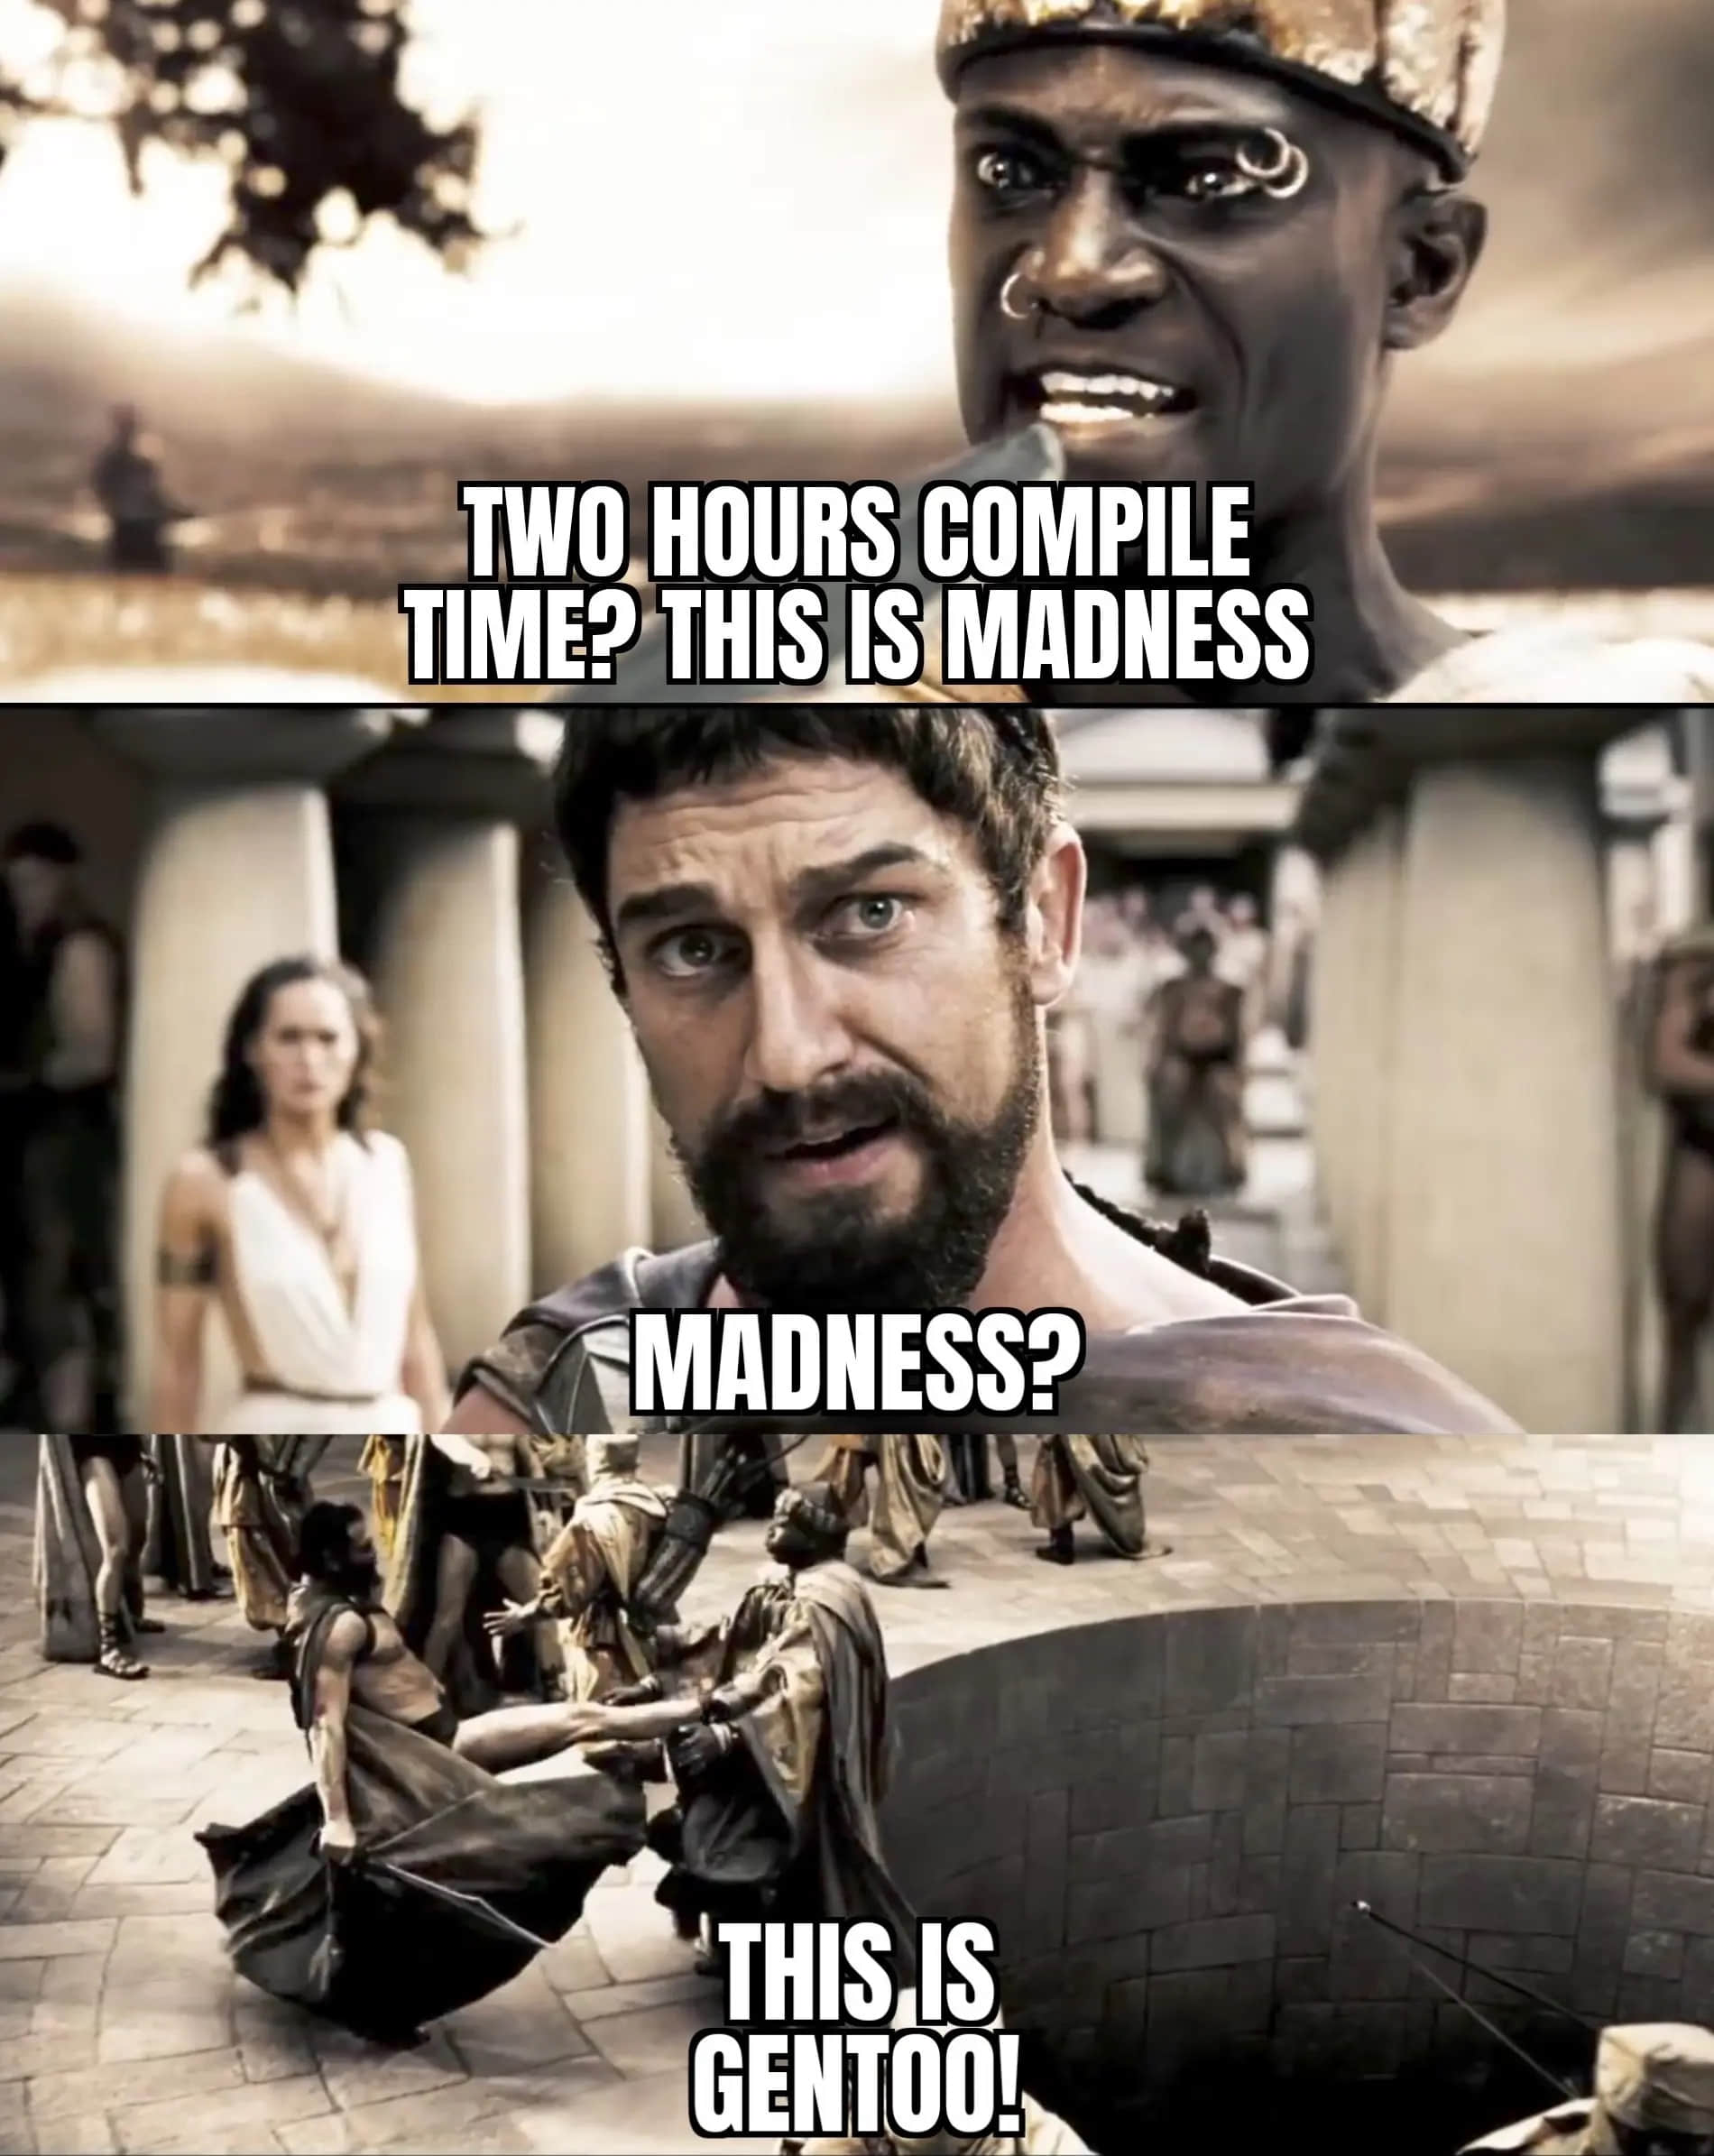 TWO HOURS COMPILE
TIME? THIS IS MADNESS
MADNESS?
THIS IS
GENTOO!